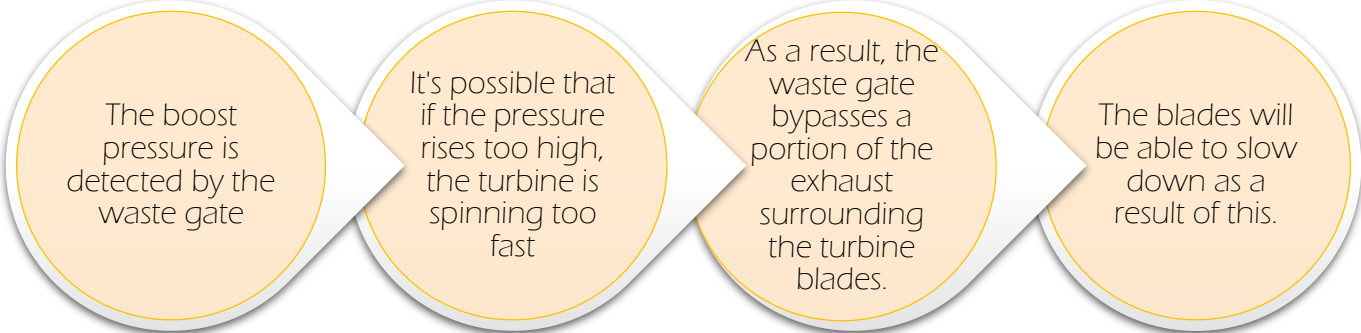 The boost
pressure is
detected by the
waste gate
It's possible that
if the pressure
rises too high,
the turbine is
spinning too
fast
As a result, the
waste gate
bypasses a
portion of the
exhaust
surrounding
the turbine
blades.
The blades will
be able to slow
down as a
result of this.